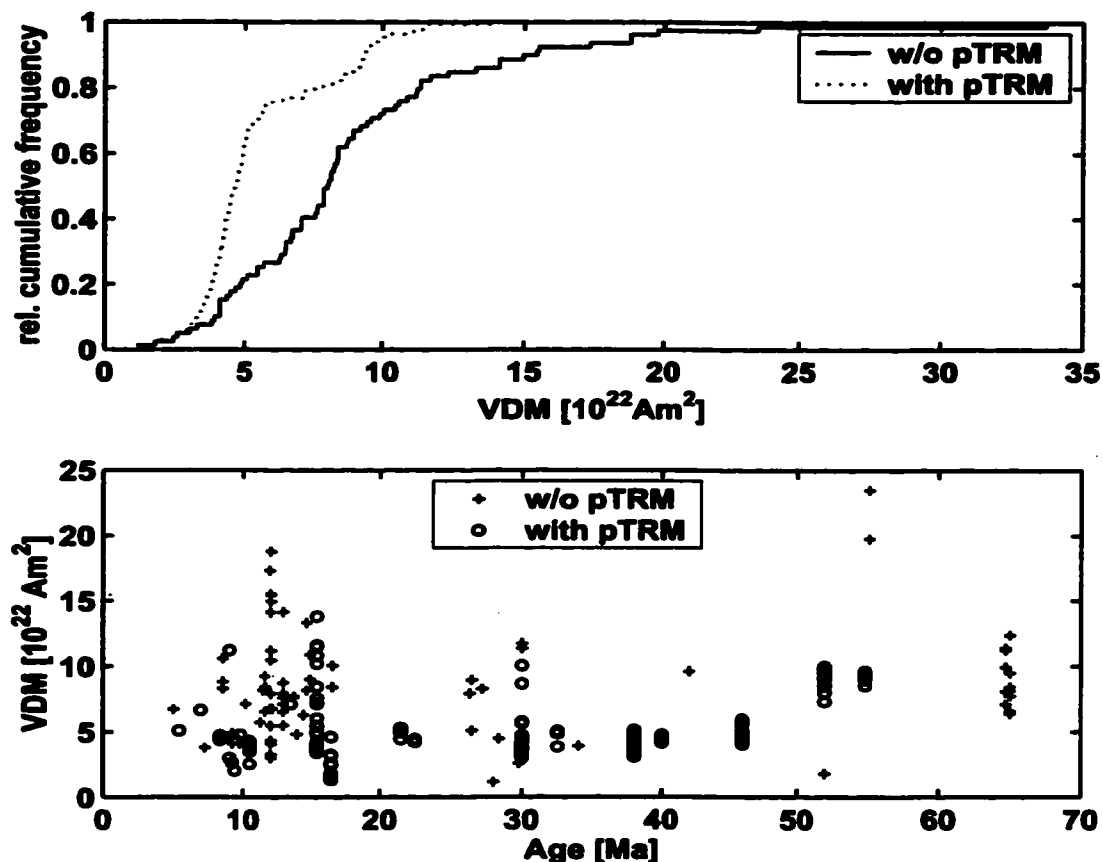 1
0.8
0.6
0.4
0.2
0
rel. cumulative frequency
w/o pTRM
with pTRM
0 5 10 15 20 25 30 35
VDM [10²²Am²]
25
20
15
10
5
0
VDM [10²² Am²]
w/o pTRM
with pTRM
0 10 20 30 40 50 60 70
Age [Ma]